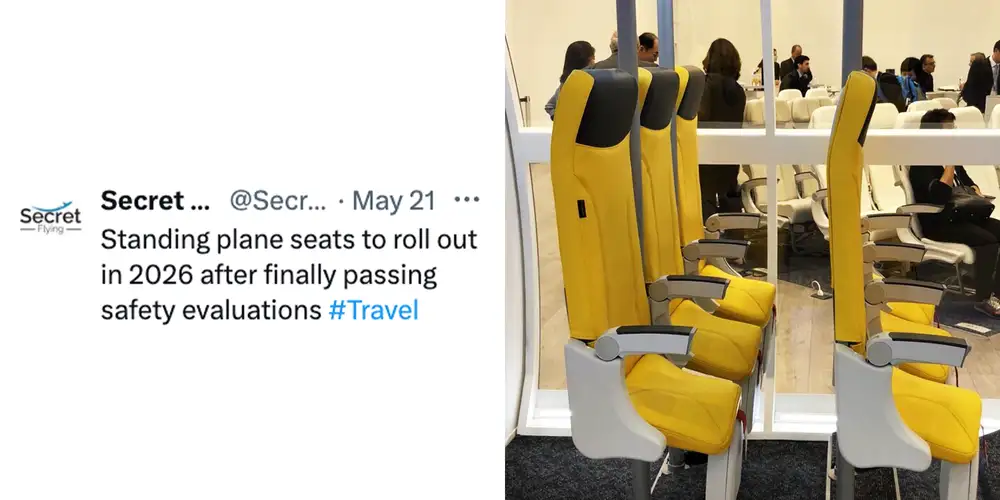 Secret
Flying
Secret ... @Secr... · May 21 ···
Standing plane seats to roll out
in 2026 after finally passing
safety evaluations #Travel